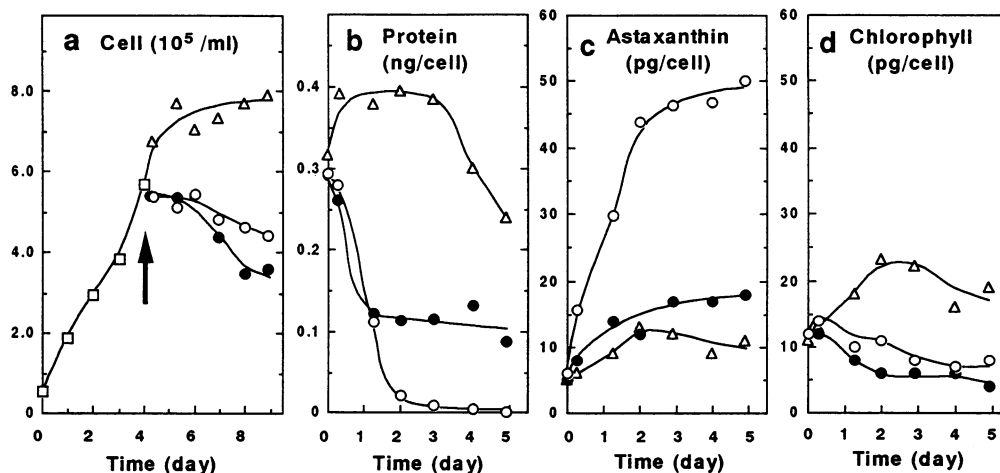 a Cell (10⁵ /ml)
8.0
6.0
4.0
2.0
0
0 2 4 6 8
Time (day)
b Protein
(ng/cell)
0.4
0.3
0.2
0.1
0
0 1 2 3 4 5
Time (day)
c Astaxanthin
(pg/cell)
60
50
40
30
20
10
0
0 1 2 3 4 5
Time (day)
d Chlorophyll
(pg/cell)
60
50
40
30
20
10
0
0 1 2 3 4 5
Time (day)